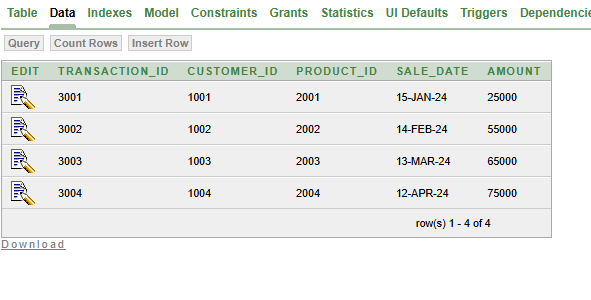 Table Data Indexes Model Constraints Grants Statistics UI Defaults Triggers Dependencie
Query Count Rows Insert Row
EDIT TRANSACTION_ID CUSTOMER_ID PRODUCT_ID SALE_DATE AMOUNT
3001 1001 2001 15-JAN-24 25000
3002 1002 2002 14-FEB-24 55000
3003 1003 2003 13-MAR-24 65000
3004 1004 2004 12-APR-24 75000
row(s) 1 - 4 of 4
Download